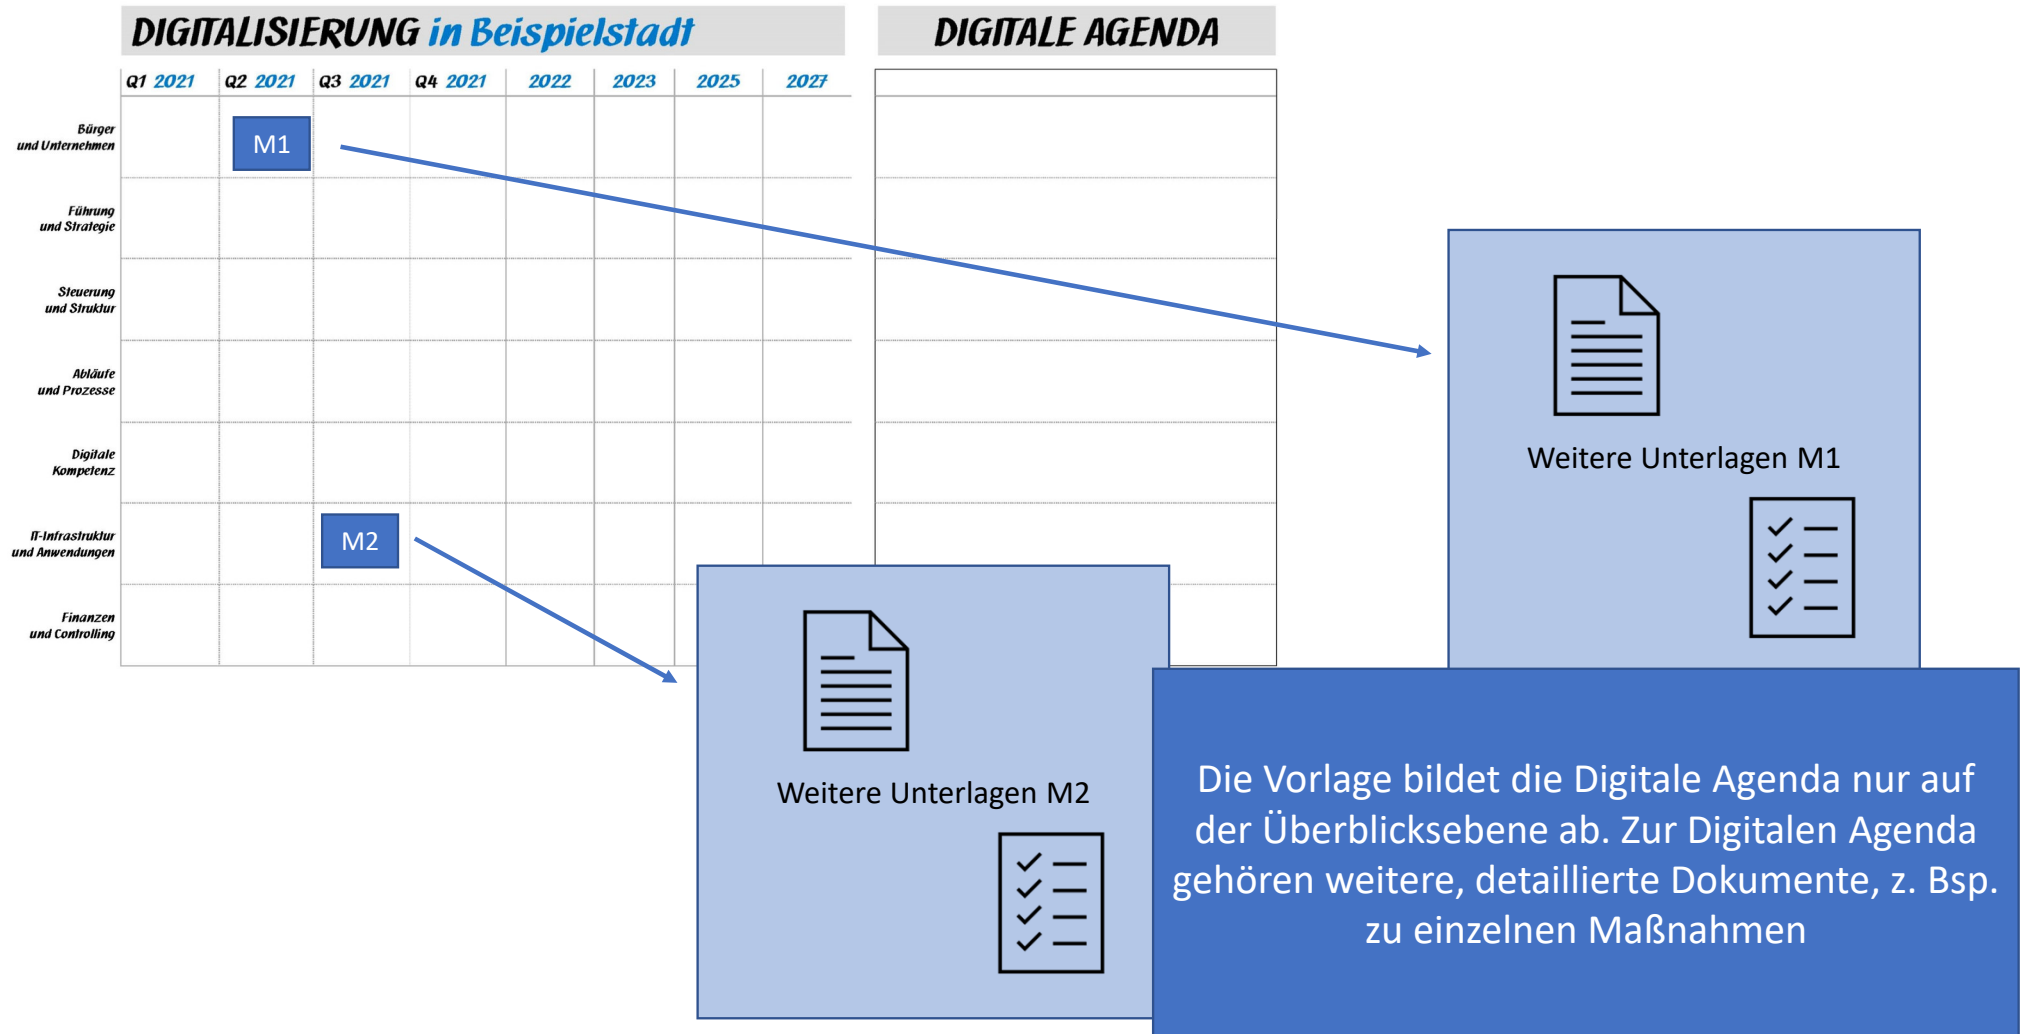 DIGITALISIERUNG in Beispielstadt
DIGITALE AGENDA
Q1 2021 Q2 2021 Q3 2021 Q4 2021 2022 2023 2025 2027
Bürger
und Unternehmen
M1
Führung
und Strategie
Steuerung
und Struktur
Abläufe
und Prozesse
Digitale
Kompetenz
IT-Infrastruktur
und Anwendungen
M2
Finanzen
und Controlling
Weitere Unterlagen M1
Weitere Unterlagen M2
Die Vorlage bildet die Digitale Agenda nur auf
der Überblicksebene ab. Zur Digitalen Agenda
gehören weitere, detaillierte Dokumente, z. Bsp.
zu einzelnen Maßnahmen